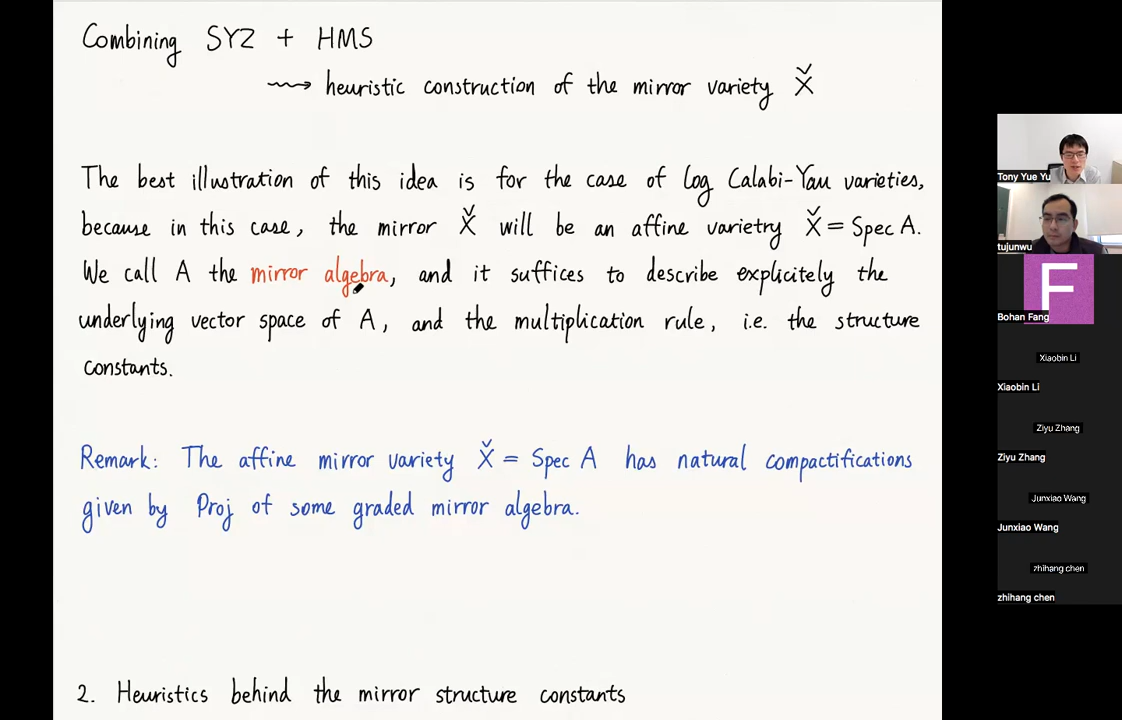 Combining SYZ + HMS
⇝ heuristic construction of the mirror variety X̌
The best illustration of this idea is for the case of log Calabi-Yau varieties,
because in this case, the mirror X̌ will be an affine varietry X̌ = Spec A.
We call A the mirror algebra, and it suffices to describe explicitely the
underlying vector space of A, and the multiplication rule, i.e. the structure
constants.
Remark: The affine mirror variety X̌ = Spec A has natural compactifications
given by Proj of some graded mirror algebra.
2. Heuristics behind the mirror structure constants
Tony Yue Yu
tujunwu
F
Bohan Fang
Xiaobin Li
Xiaobin Li
Ziyu Zhang
Ziyu Zhang
Junxiao Wang
Junxiao Wang
zhihang chen
zhihang chen